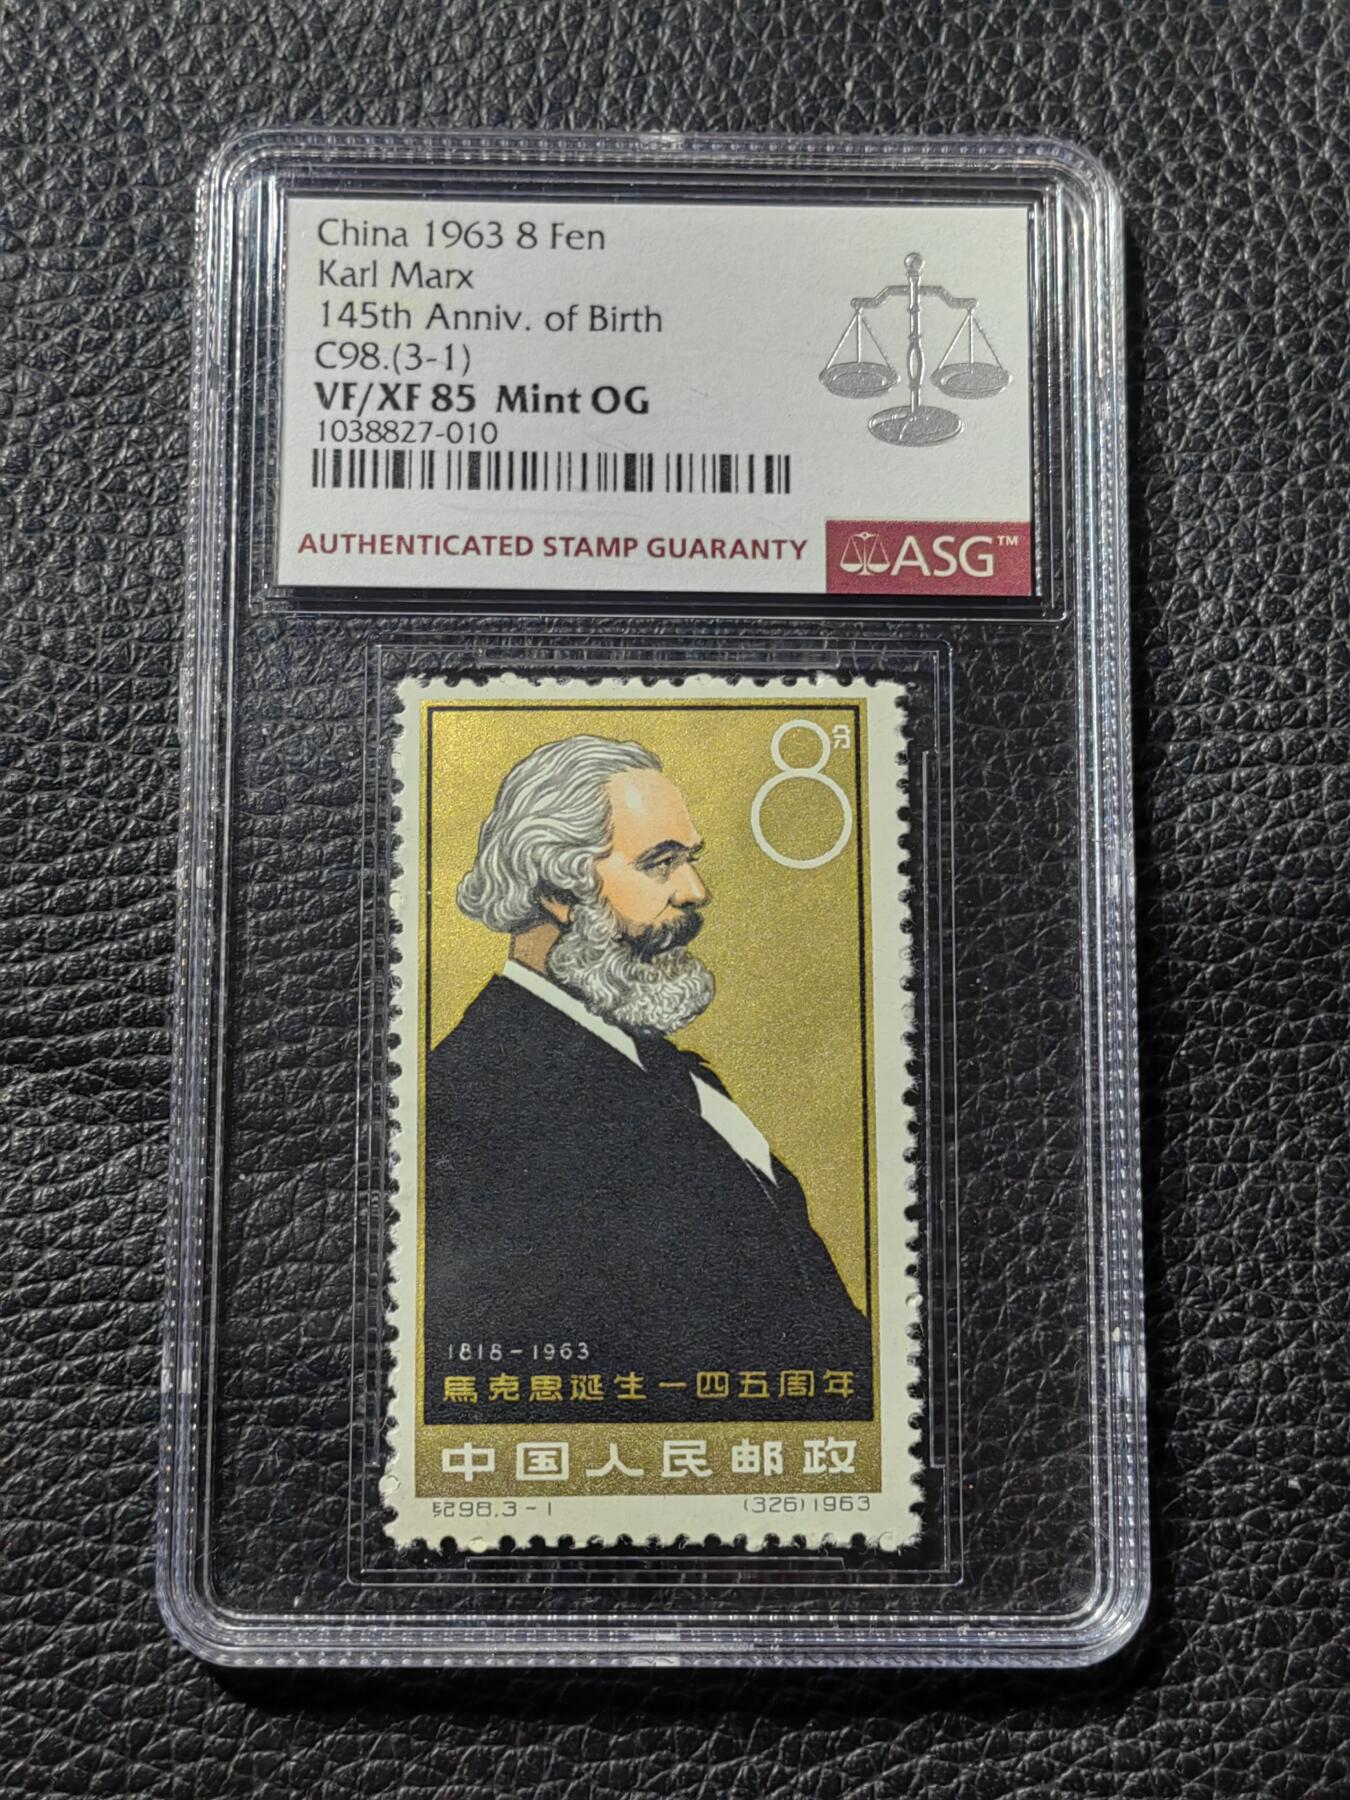 China 1963 8 Fen
Karl Marx
145th Anniv. of Birth
C98.(3-1)
VF/XF 85 Mint OG
1038827-010
AUTHENTICATED STAMP GUARANTY
ASG™
8分
1818-1963
馬克思诞生一四五周年
中国人民邮政
纪98.3-1
(326)1963